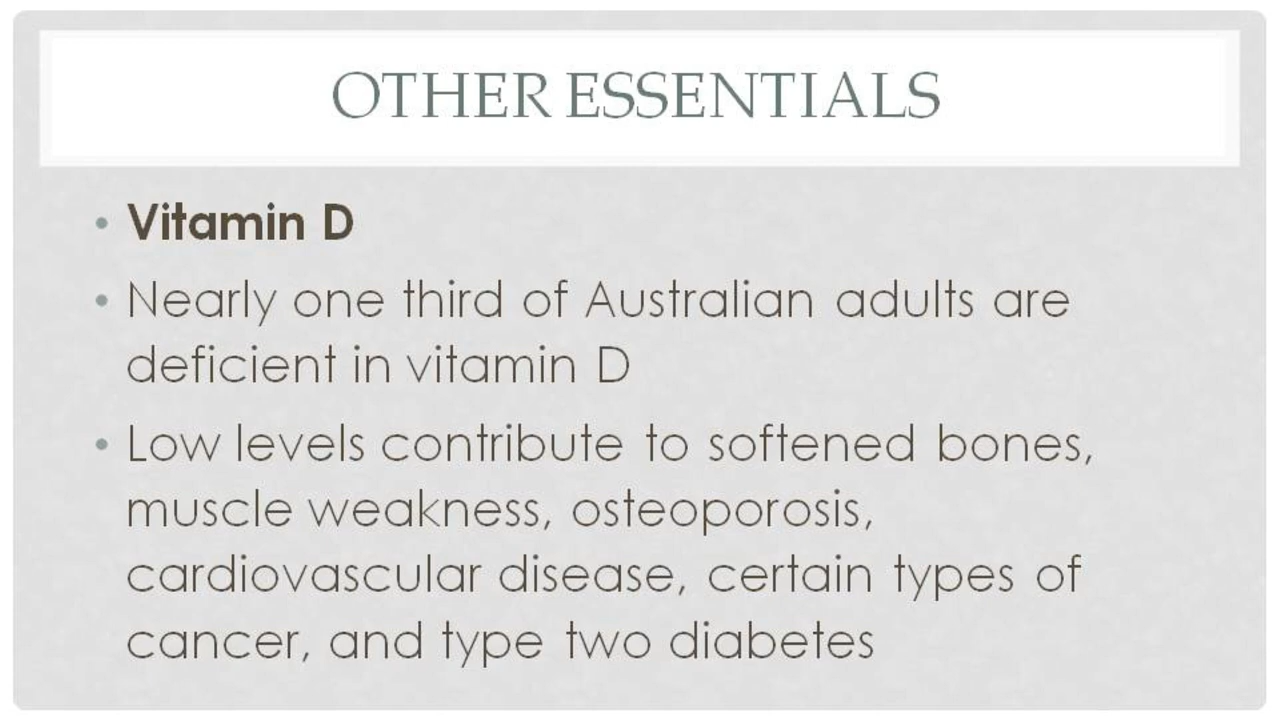 OTHER ESSENTIALS
• Vitamin D
• Nearly one third of Australian adults are
deficient in vitamin D
• Low levels contribute to softened bones,
muscle weakness, osteoporosis,
cardiovascular disease, certain types of
cancer, and type two diabetes